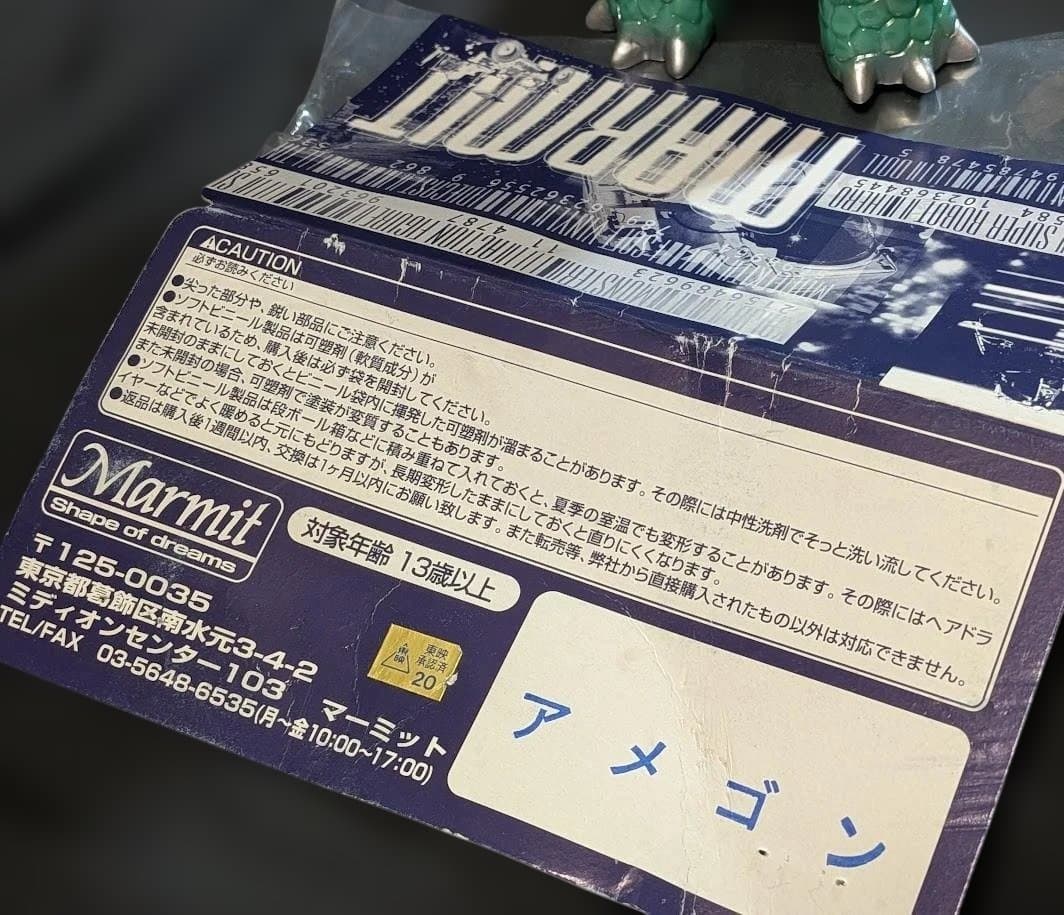 MARMIT
⚠CAUTION
必ずお読みください
●尖った部分や、鋭い部品にご注意ください。
●ソフトビニール製品は可塑剤(軟質成分)が
含まれているため、購入後は必ず袋を開封してください。
未開封のままにしておくとビニール袋内に揮発した可塑剤が溜まることがあります。その際には中性洗剤でそっと洗い流してください。
また未開封の場合、可塑剤で塗装が変質することもあります。
●ソフトビニール製品は段ボール箱などに積み重ねて入れておくと、夏季の室温でも変形することがあります。その際にはヘアドラ
イヤーなどでよく暖めると元にもどりますが、長期変形したままにしておくと直りにくくなります。
●返品は購入後1週間以内、交換は1ヶ月以内にお願い致します。また転売等、弊社から直接購入されたもの以外は対応できません。
Marmit
Shape of dreams
対象年齢 13歳以上
〒125-0035
東京都葛飾区南水元3-4-2
ミディオンセンター103
マーミット
TEL/FAX 03-5648-6535(月~金10:00~17:00)
東映
東映
承認済
20
アメゴン